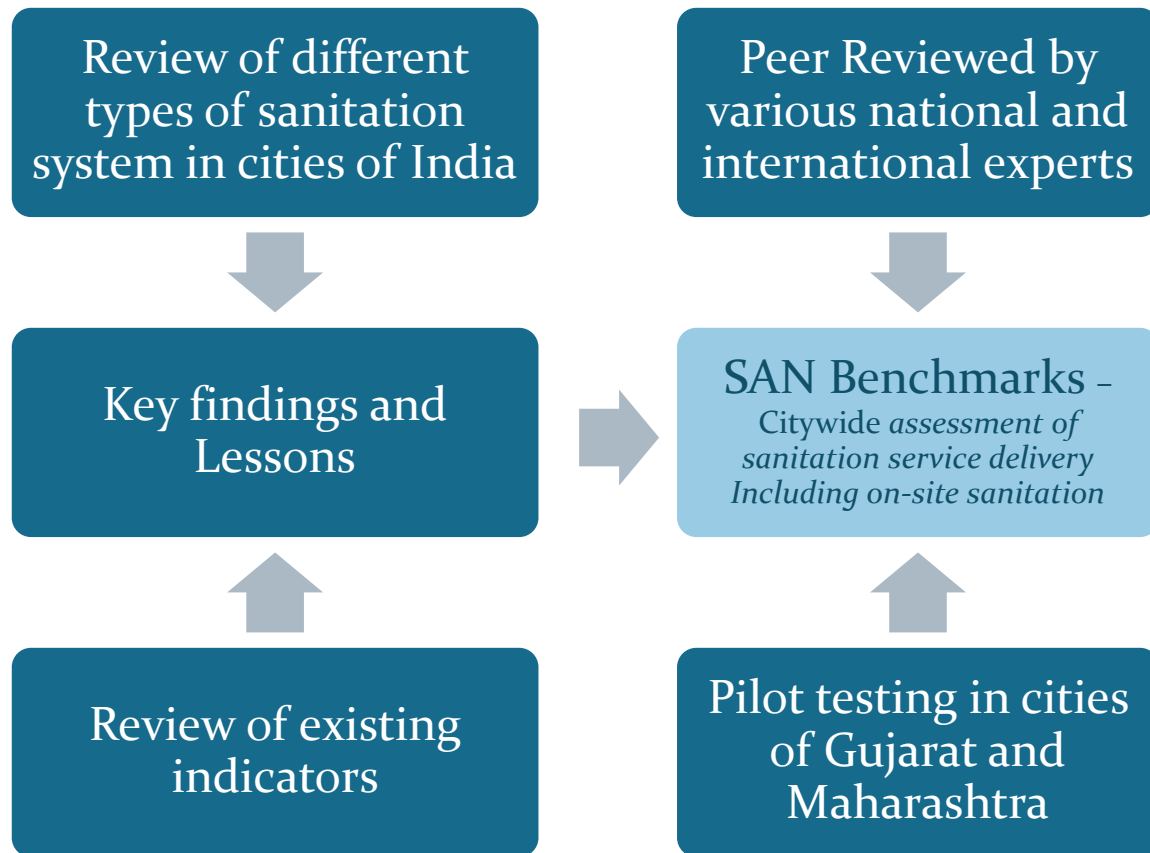 Review of different
types of sanitation
system in cities of India
Peer Reviewed by
various national and
international experts
Key findings and
Lessons
SAN Benchmarks –
Citywide assessment of
sanitation service delivery
Including on-site sanitation
Review of existing
indicators
Pilot testing in cities
of Gujarat and
Maharashtra